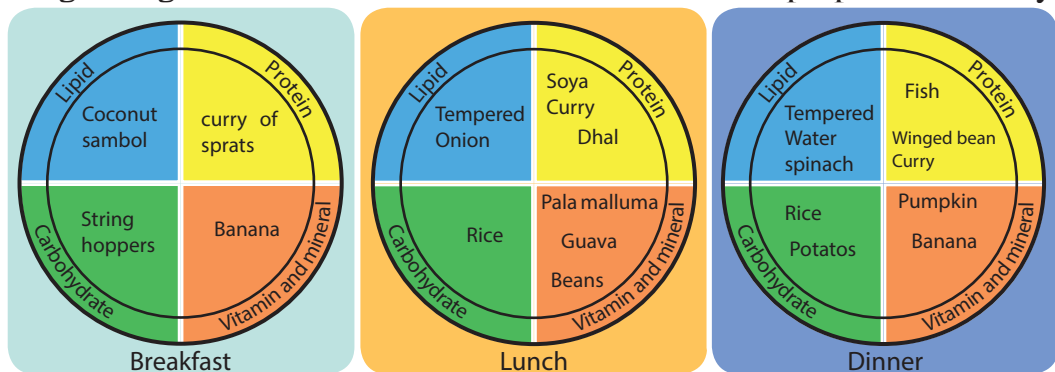 Lipid
Protein
Coconut
sambol
curry of
sprats
String
hoppers
Banana
Carbohydrate
Vitamin and mineral
Breakfast
Lipid
Protein
Tempered
Onion
Soya
Curry
Dhal
Rice
Pala malluma
Guava
Beans
Carbohydrate
Vitamin and mineral
Lunch
Lipid
Protein
Tempered
Water
spinach
Fish
Winged bean
Curry
Rice
Potatos
Pumpkin
Banana
Carbohydrate
Vitamin and mineral
Dinner